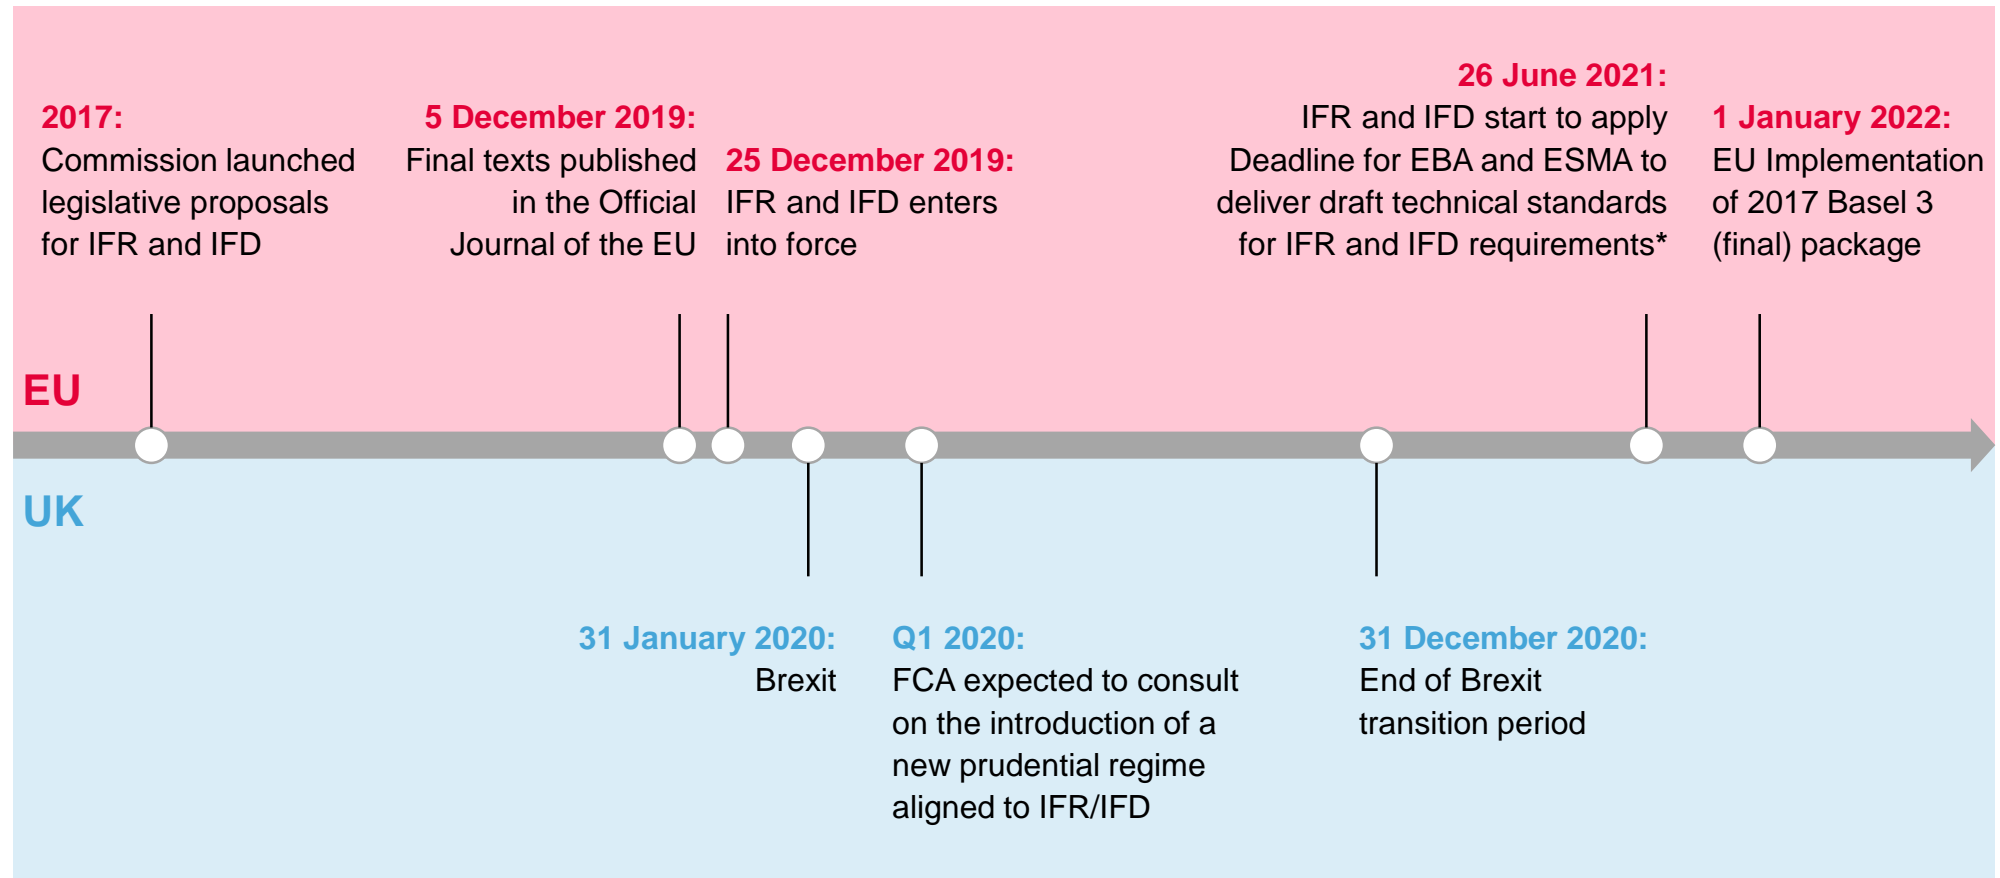 2017:
Commission launched
legislative proposals
for IFR and IFD
5 December 2019:
Final texts published
in the Official
Journal of the EU
25 December 2019:
IFR and IFD enters
into force
26 June 2021:
IFR and IFD start to apply
Deadline for EBA and ESMA to
deliver draft technical standards
for IFR and IFD requirements*
1 January 2022:
EU Implementation
of 2017 Basel 3
(final) package
EU
UK
31 January 2020:
Brexit
Q1 2020:
FCA expected to consult
on the introduction of a
new prudential regime
aligned to IFR/IFD
31 December 2020:
End of Brexit
transition period